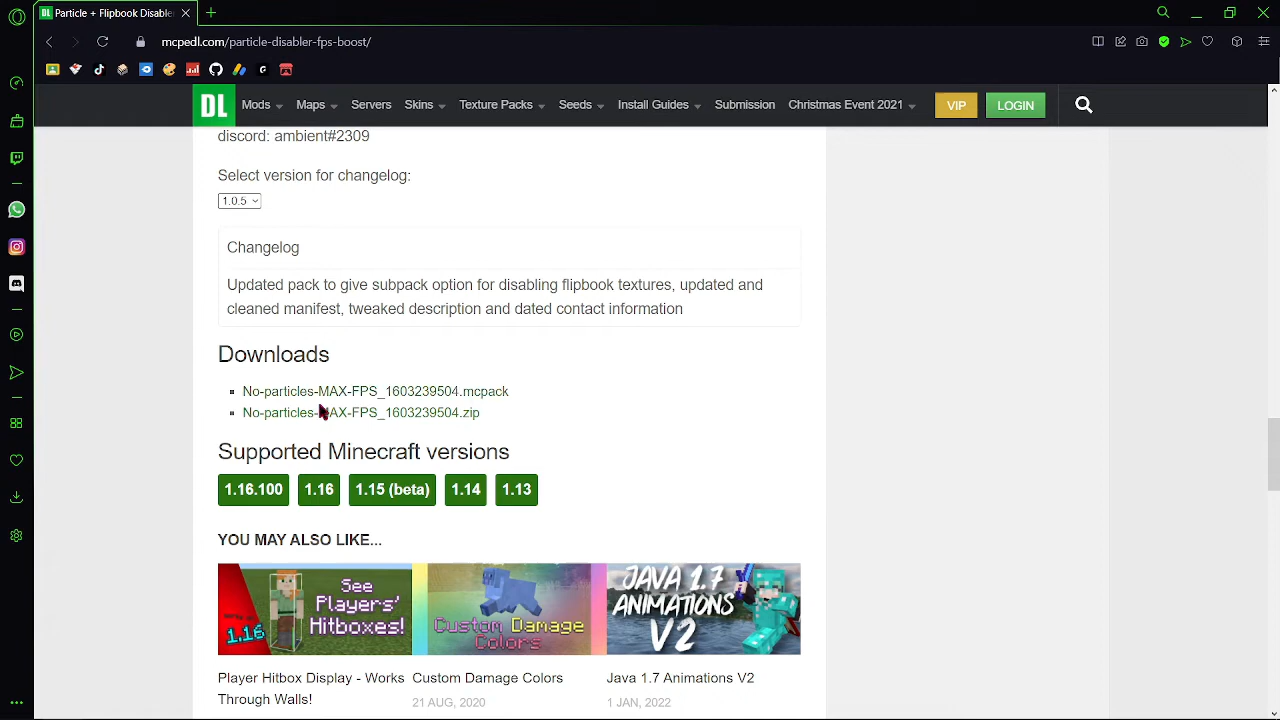 Particle + Flipbook Disable
mcpedl.com/particle-disabler-fps-boost/
DL
Mods
Maps
Servers
Skins
Texture Packs
Seeds
Install Guides
Submission
Christmas Event 2021
VIP
LOGIN
discord: ambient#2309
Select version for changelog:
1.0.5
Changelog
Updated pack to give subpack option for disabling flipbook textures, updated and
cleaned manifest, tweaked description and dated contact information
Downloads
No-particles-MAX-FPS_1603239504.mcpack
No-particles-MAX-FPS_1603239504.zip
Supported Minecraft versions
1.16.100
1.16
1.15 (beta)
1.14
1.13
YOU MAY ALSO LIKE...
See
Players'
Hitboxes!
1.16
Custom Damage
Colors
JAVA 1.7
ANIMATIONS
V2
Player Hitbox Display - Works
Through Walls!
Custom Damage Colors
21 AUG, 2020
Java 1.7 Animations V2
1 JAN, 2022